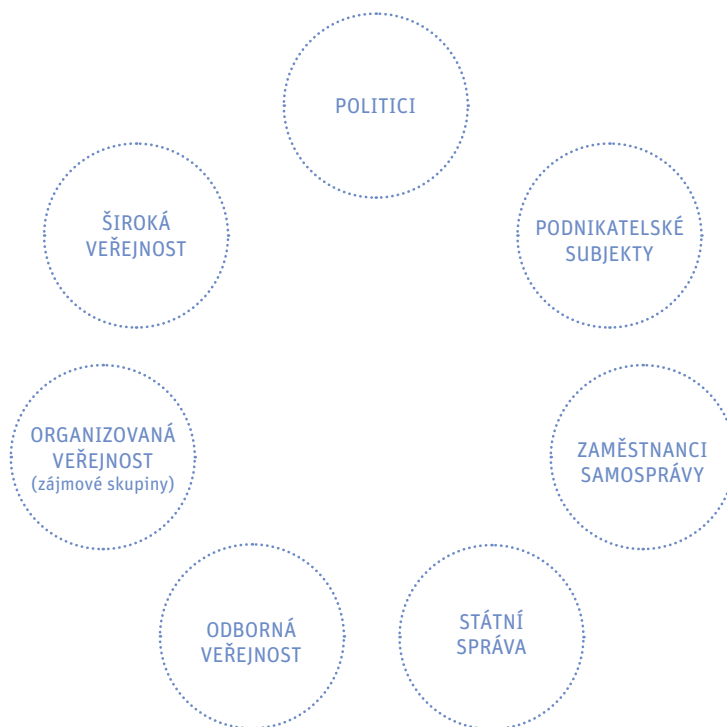 POLITICI
ŠIROKÁ
VEŘEJNOST
PODNIKATELSKÉ
SUBJEKTY
ORGANIZOVANÁ
VEŘEJNOST
(zájmové skupiny)
ZAMĚSTNANCI
SAMOSPRÁVY
ODBORNÁ
VEŘEJNOST
STÁTNÍ
SPRÁVA